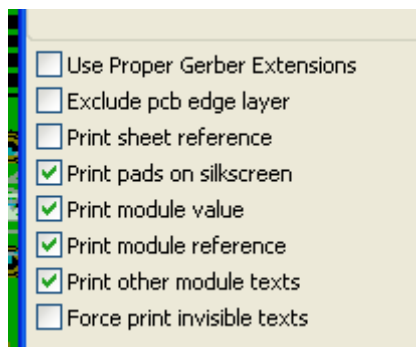 Use Proper Gerber Extensions
Exclude pcb edge layer
Print sheet reference
Print pads on silkscreen
Print module value
Print module reference
Print other module texts
Force print invisible texts